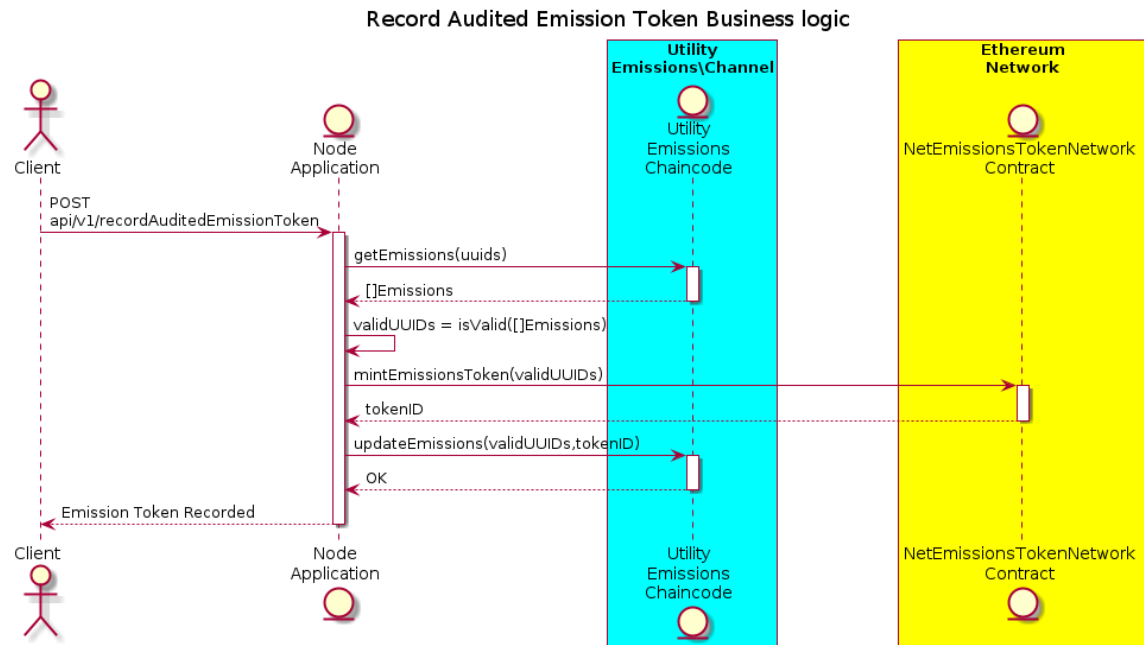 Record Audited Emission Token Business logic
Utility
Emissions\Channel
Ethereum
Network
Client
Node
Application
Utility
Emissions
Chaincode
NetEmissionsTokenNetwork
Contract
POST
api/v1/recordAuditedEmissionToken
getEmissions(uuids)
[]Emissions
validUUIDs = isValid([]Emissions)
mintEmissionsToken(validUUIDs)
tokenID
updateEmissions(validUUIDs,tokenID)
OK
Emission Token Recorded
Client
Node
Application
Utility
Emissions
Chaincode
NetEmissionsTokenNetwork
Contract